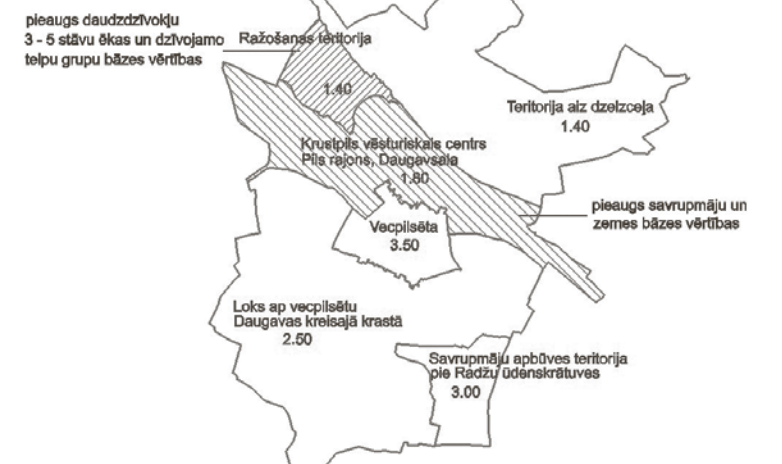 pieaugs daudzdzīvokļu
3 - 5 stāvu ēkas un dzīvojamo
telpu grupu bāzes vērtības
Ražošanas teritorija
1.40
Teritorija aiz dzelzceļa
1.40
Krustpils vēsturiskais centrs
Pils rajons, Daugavsala
1.80
pieaugs savrupmāju un
zemes bāzes vērtības
Vecpilsēta
3.50
Loks ap vecpilsētu
Daugavas kreisajā krastā
2.50
Savrupmāju apbūves teritorija
pie Radžu ūdenskrātuves
3.00